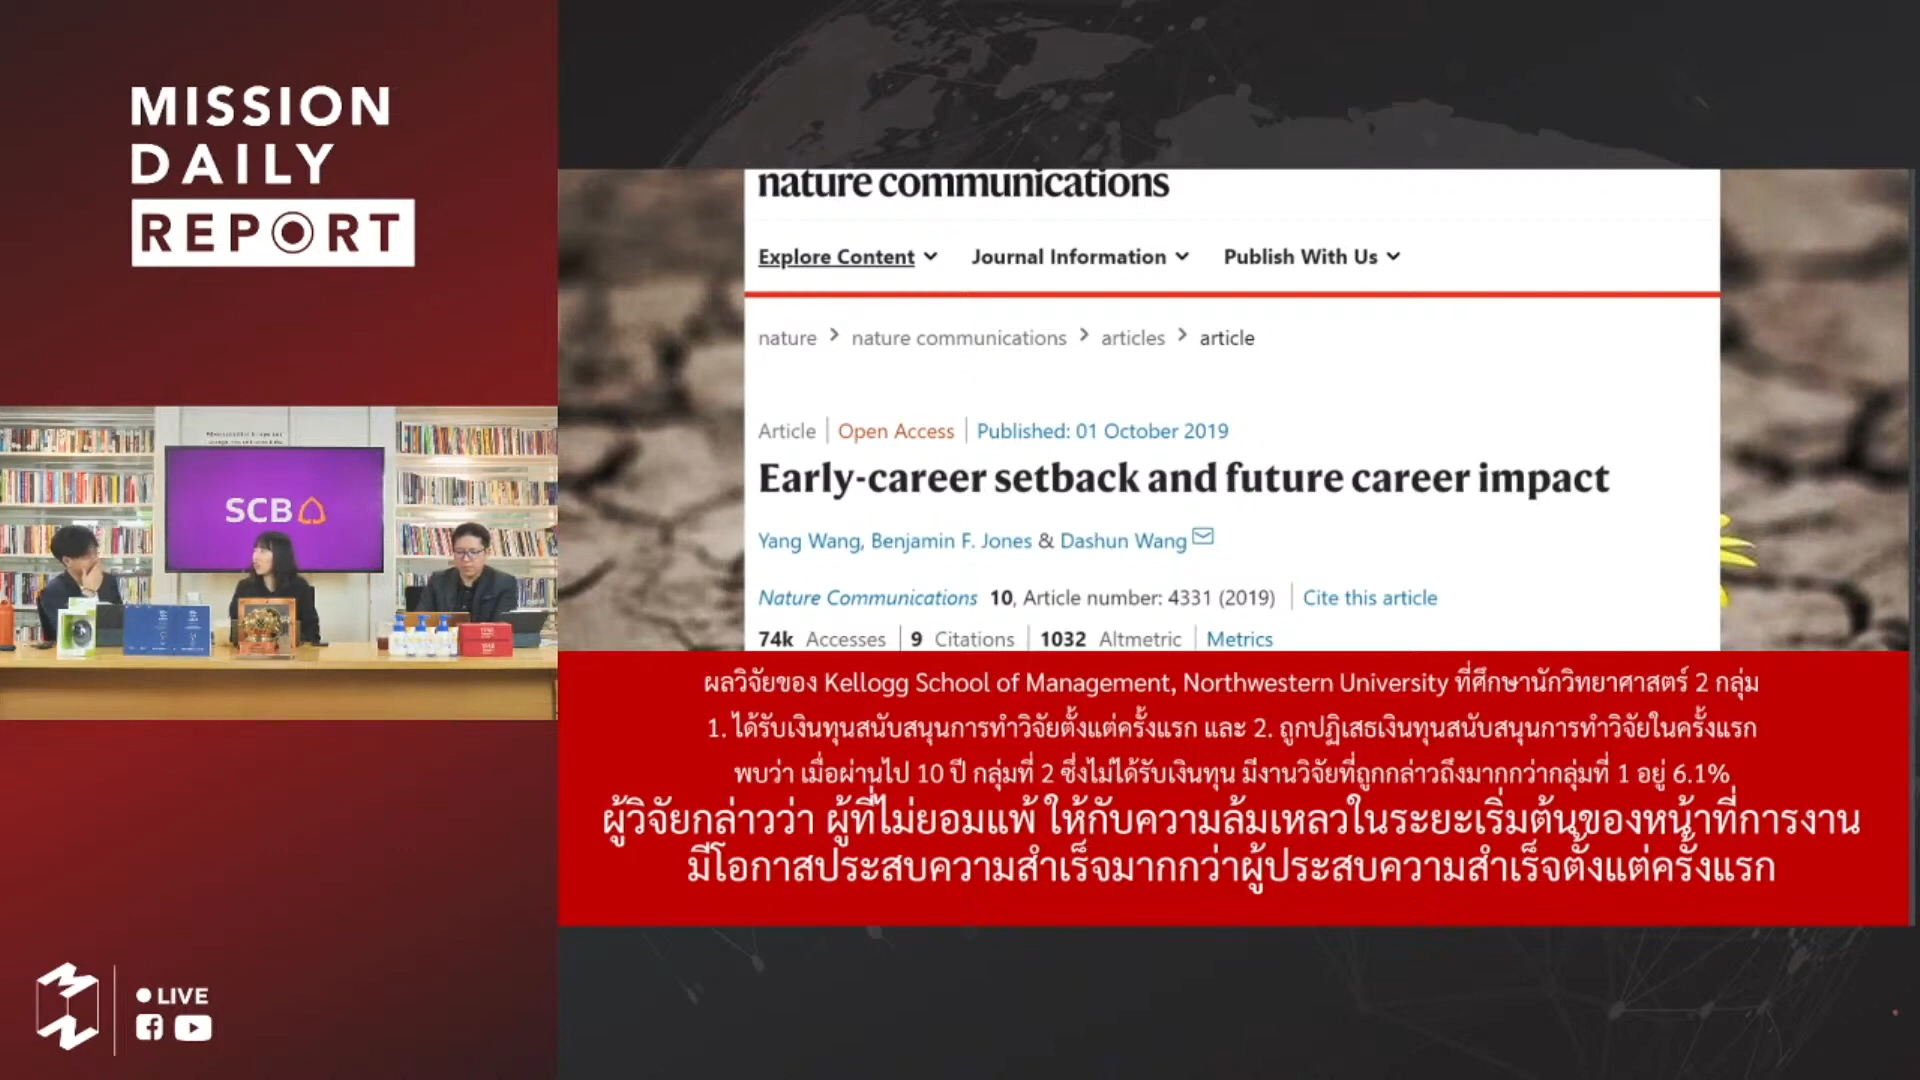 MISSION
DAILY
REPORT
SCB
LIVE
nature communications
Explore Content Journal Information Publish With Us
nature > nature communications > articles > article
Article | Open Access | Published: 01 October 2019
Early-career setback and future career impact
Yang Wang, Benjamin F. Jones & Dashun Wang
Nature Communications 10, Article number: 4331 (2019) | Cite this article
74k Accesses | 9 Citations | 1032 Altmetric | Metrics
ผลวิจัยของ Kellogg School of Management, Northwestern University ที่ศึกษานักวิทยาศาสตร์ 2 กลุ่ม
1. ได้รับเงินทุนสนับสนุนการทำวิจัยตั้งแต่ครั้งแรก และ 2. ถูกปฏิเสธเงินทุนสนับสนุนการทำวิจัยในครั้งแรก
พบว่า เมื่อผ่านไป 10 ปี กลุ่มที่ 2 ซึ่งไม่ได้รับเงินทุน มีงานวิจัยที่ถูกกล่าวถึงมากกว่ากลุ่มที่ 1 อยู่ 6.1%
ผู้วิจัยกล่าวว่า ผู้ที่ไม่ยอมแพ้ ให้กับความล้มเหลวในระยะเริ่มต้นของหน้าที่การงาน
มีโอกาสประสบความสำเร็จมากกว่าผู้ประสบความสำเร็จตั้งแต่ครั้งแรก